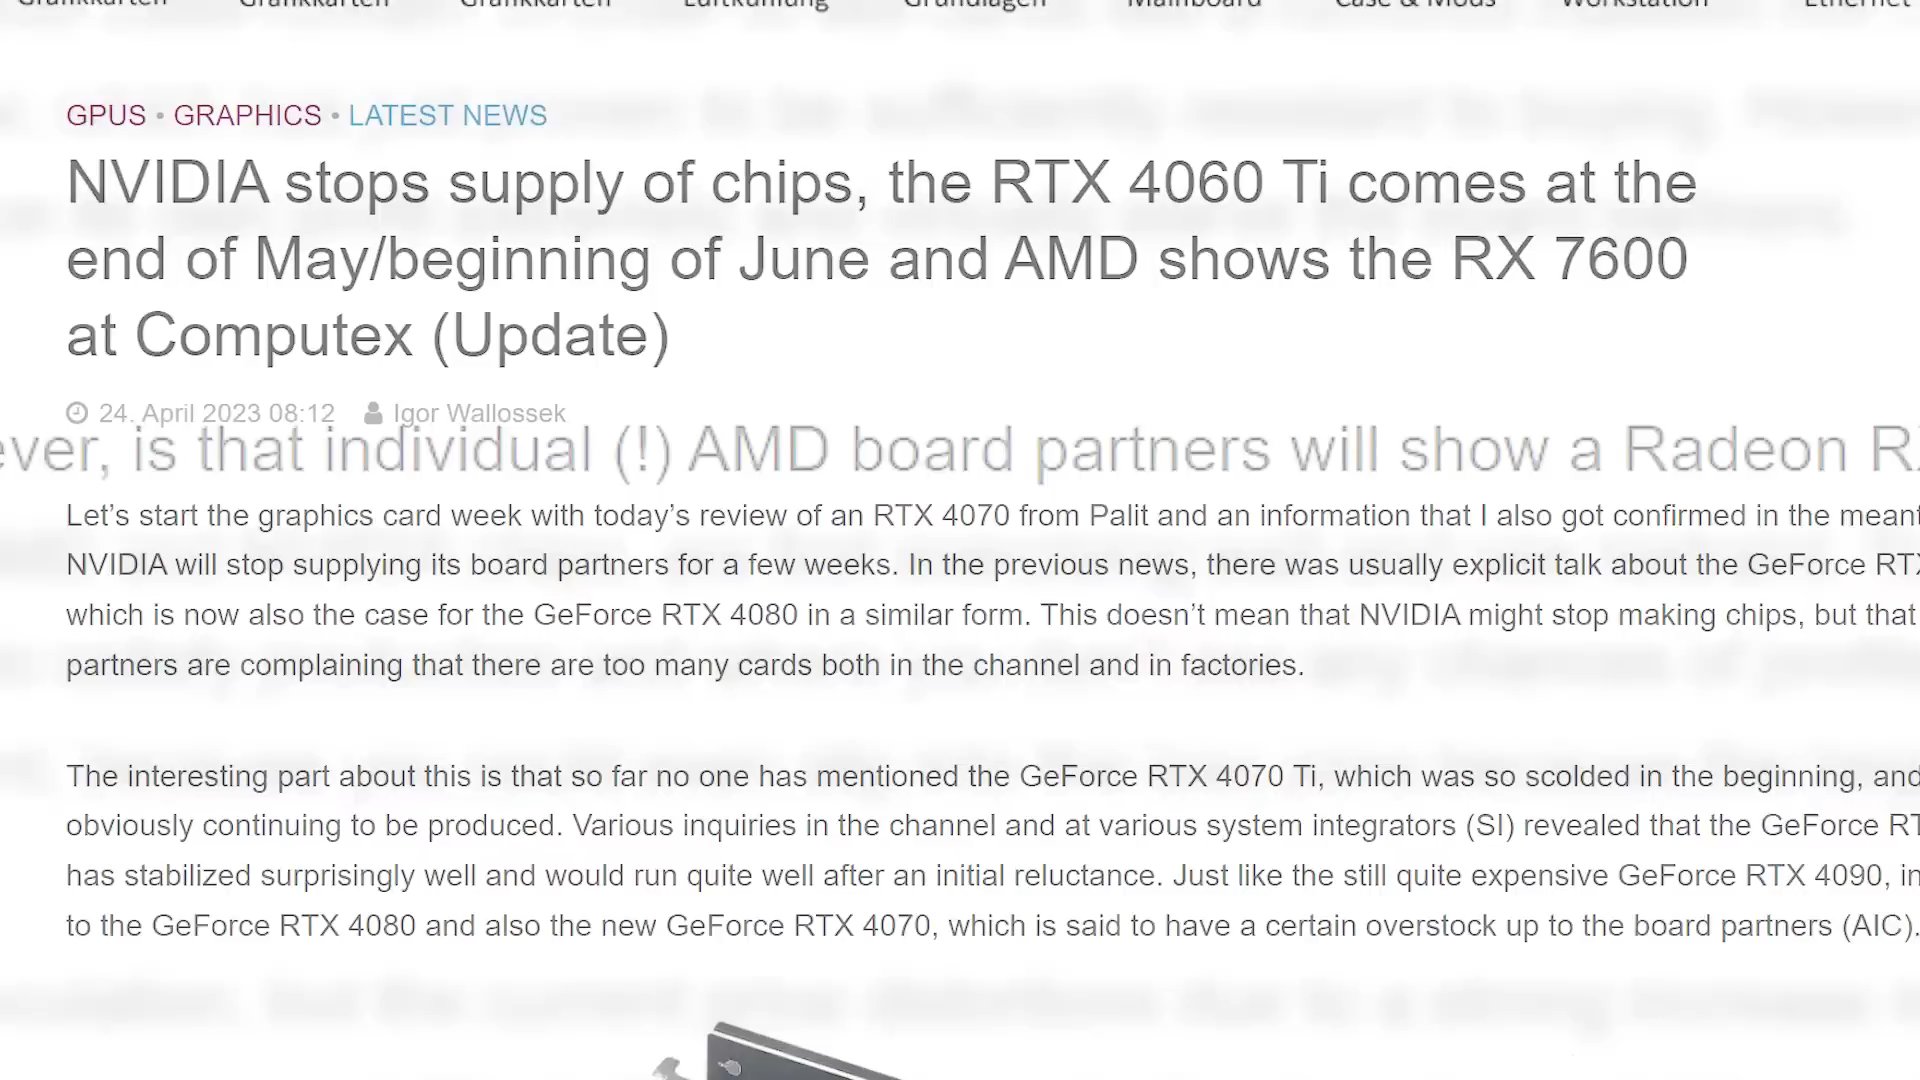 Grafikkarten Grafikkarten Grafikkarten Luftkühlung Grundlagen Mainboard Case & Mods Workstation Ethernet
GPUS • GRAPHICS • LATEST NEWS
NVIDIA stops supply of chips, the RTX 4060 Ti comes at the
end of May/beginning of June and AMD shows the RX 7600
at Computex (Update)
24. April 2023 08:12 Igor Wallossek
ever, is that individual (!) AMD board partners will show a Radeon RX
Let’s start the graphics card week with today’s review of an RTX 4070 from Palit and an information that I also got confirmed in the meant
NVIDIA will stop supplying its board partners for a few weeks. In the previous news, there was usually explicit talk about the GeForce RTX
which is now also the case for the GeForce RTX 4080 in a similar form. This doesn’t mean that NVIDIA might stop making chips, but that
partners are complaining that there are too many cards both in the channel and in factories.
The interesting part about this is that so far no one has mentioned the GeForce RTX 4070 Ti, which was so scolded in the beginning, and
obviously continuing to be produced. Various inquiries in the channel and at various system integrators (SI) revealed that the GeForce RT
has stabilized surprisingly well and would run quite well after an initial reluctance. Just like the still quite expensive GeForce RTX 4090, in
to the GeForce RTX 4080 and also the new GeForce RTX 4070, which is said to have a certain overstock up to the board partners (AIC).